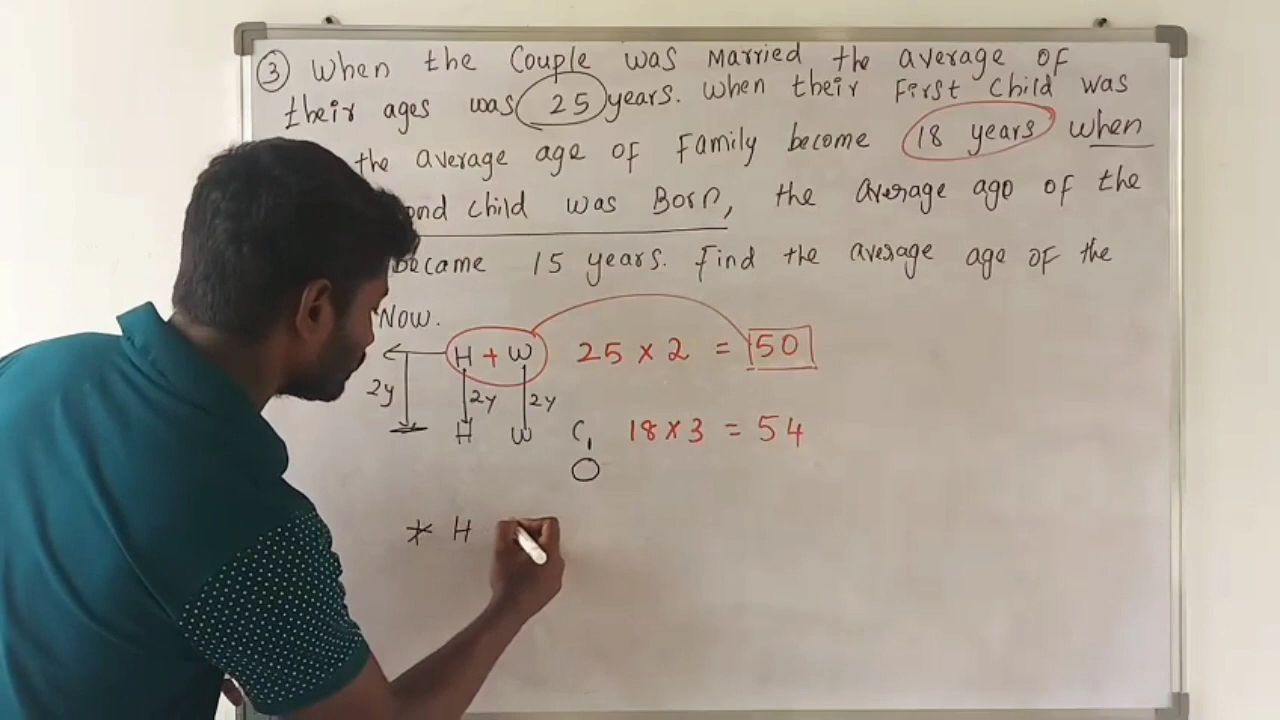 ③ When the Couple was Married the average of
their ages was 25 years. When their First Child was
the average age of Family become 18 years When
ond Child was Born, the average age of the
became 15 years. Find the average age of the
Now.
H + W 25 × 2 = 50
2y 2y 2y
H W C1 18 × 3 = 54
O
* H